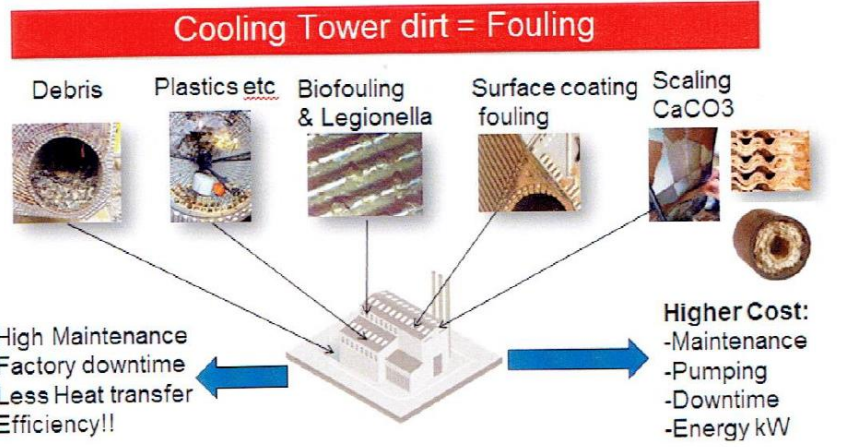 Cooling Tower dirt = Fouling
Debris
Plastics etc
Biofouling
& Legionella
Surface coating
fouling
Scaling
CaCO3
High Maintenance
Factory downtime
Less Heat transfer
Efficiency!!
Higher Cost:
-Maintenance
-Pumping
-Downtime
-Energy kW